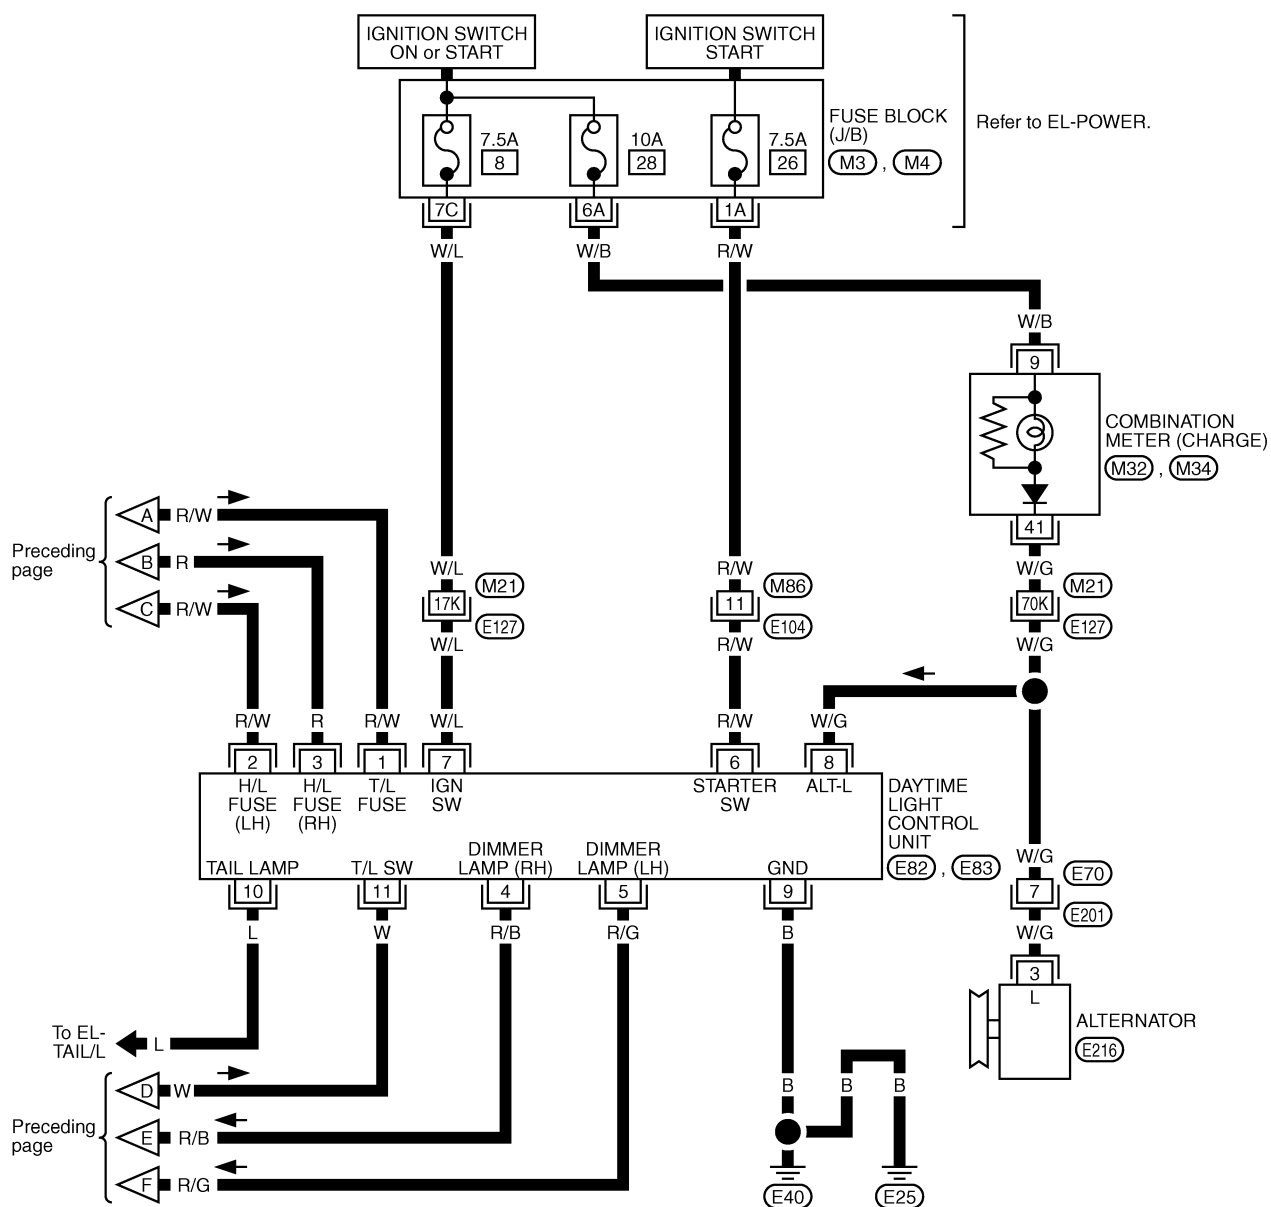 IGNITION SWITCH
ON or START
IGNITION SWITCH
START
7.5A
8
10A
28
7.5A
26
FUSE BLOCK
(J/B)
M3 , M4
Refer to EL-POWER.
7C
6A
1A
W/L
W/B
R/W
W/B
9
COMBINATION
METER (CHARGE)
M32 , M34
41
Preceding
page
A
R/W
B
R
C
R/W
W/L
M21
17K
E127
W/L
R/W
M86
11
E104
R/W
W/G
M21
70K
E127
W/G
R/W
R
R/W
W/L
R/W
W/G
2
3
1
7
6
8
H/L
FUSE
(LH)
H/L
FUSE
(RH)
T/L
FUSE
IGN
SW
STARTER
SW
ALT-L
DAYTIME
LIGHT
CONTROL
UNIT
E82 , E83
TAIL LAMP
T/L SW
DIMMER
LAMP (RH)
DIMMER
LAMP (LH)
GND
10
11
4
5
9
L
W
R/B
R/G
B
W/G
E70
7
E201
W/G
3
L
ALTERNATOR
E216
To EL-
TAIL/L
L
Preceding
page
D
W
E
R/B
F
R/G
B
B
B
E40
E25